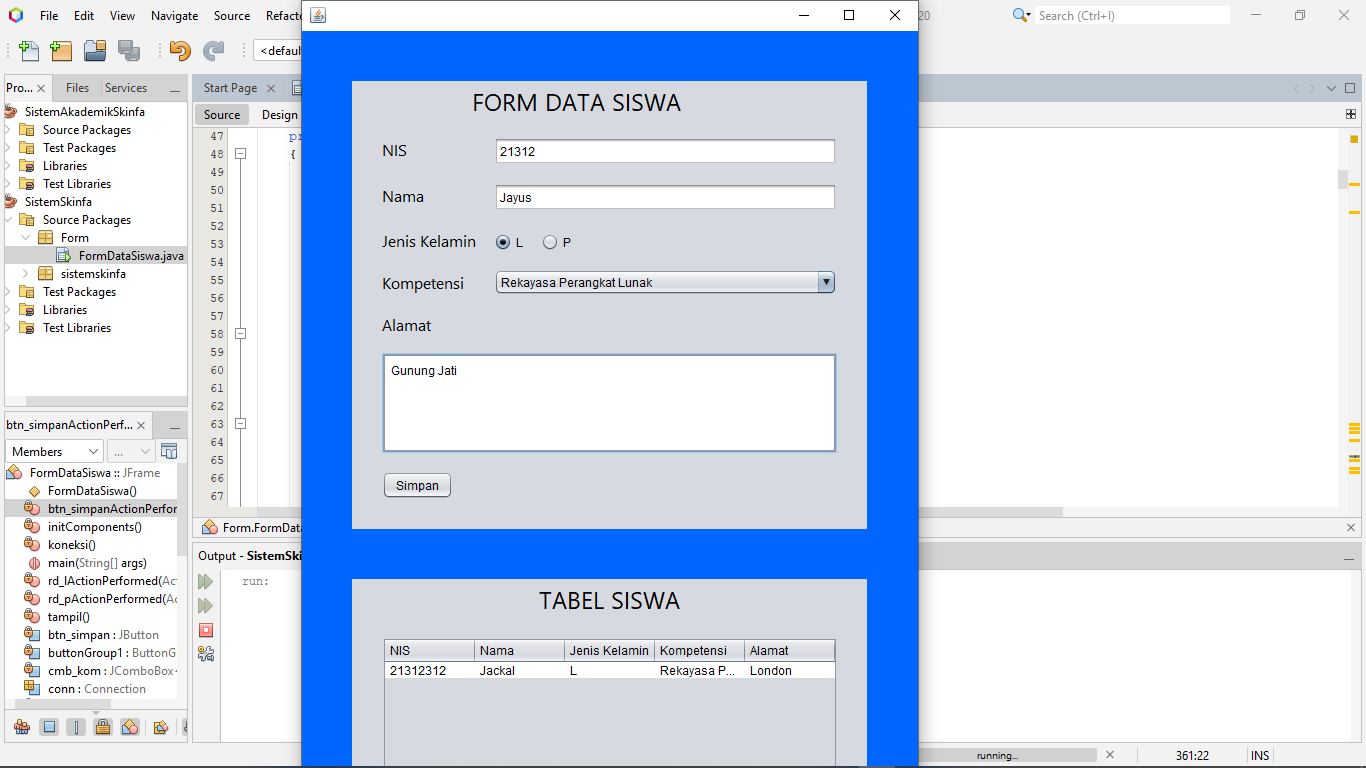 File Edit View Navigate Source Refacto
20
Search (Ctrl+I)
<defaul
Pro...
Files
Services
SistemAkademikSkinfa
Source Packages
Test Packages
Libraries
Test Libraries
SistemSkinfa
Source Packages
Form
FormDataSiswa.java
sistemskinfa
Test Packages
Libraries
Test Libraries
Start Page
Source
Design
47 pr
48 {
49
50
51
52
53
54
55
56
57
58
59
60
61
62
63
64
65
66
67
Form.FormData
btn_simpanActionPerf...
Members
...
FormDataSiswa :: JFrame
FormDataSiswa()
btn_simpanActionPerfor
initComponents()
koneksi()
main(String[] args)
rd_lActionPerformed(Act
rd_pActionPerformed(Ac
tampil()
btn_simpan : JButton
buttonGroup1 : ButtonG
cmb_kom : JComboBox<
conn : Connection
Output - SistemSki
run:
FORM DATA SISWA
NIS
21312
Nama
Jayus
Jenis Kelamin
L
P
Kompetensi
Rekayasa Perangkat Lunak
Alamat
Gunung Jati
Simpan
TABEL SISWA
NIS Nama Jenis Kelamin Kompetensi Alamat
21312312 Jackal L Rekayasa P... London
running...
361:22
INS